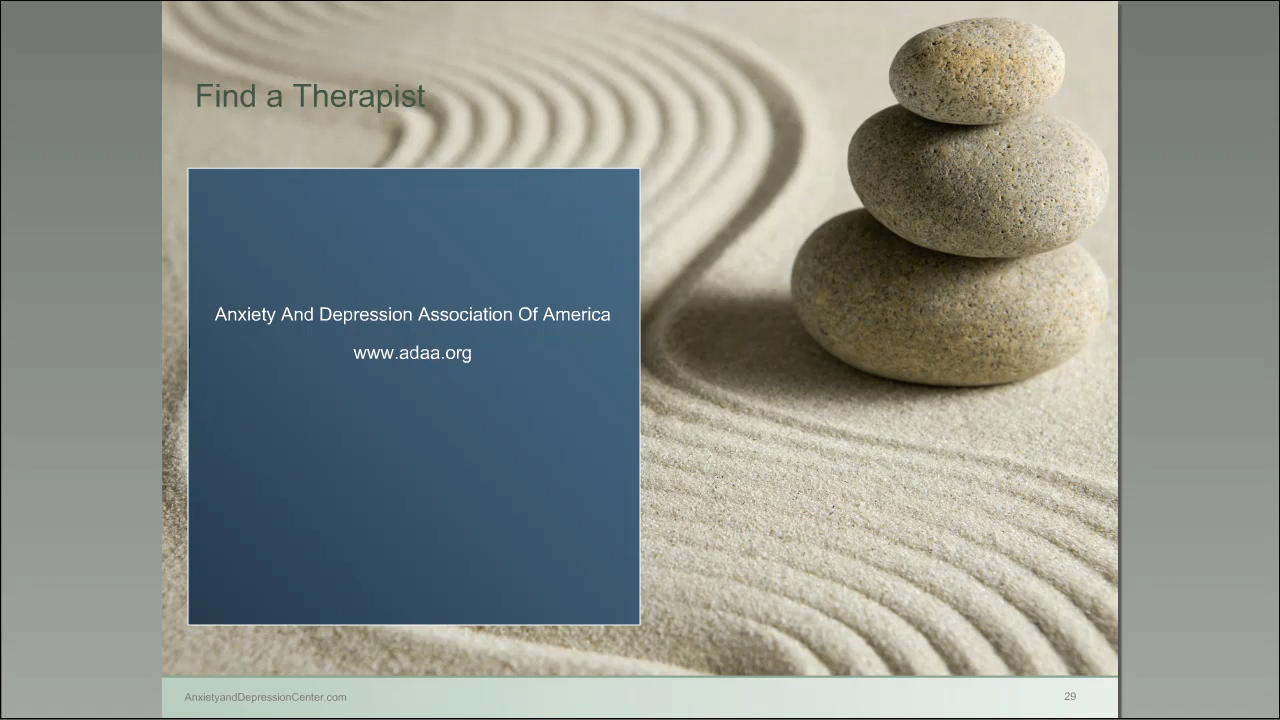 Find a Therapist
Anxiety And Depression Association Of America
www.adaa.org
AnxietyandDepressionCenter.com
29